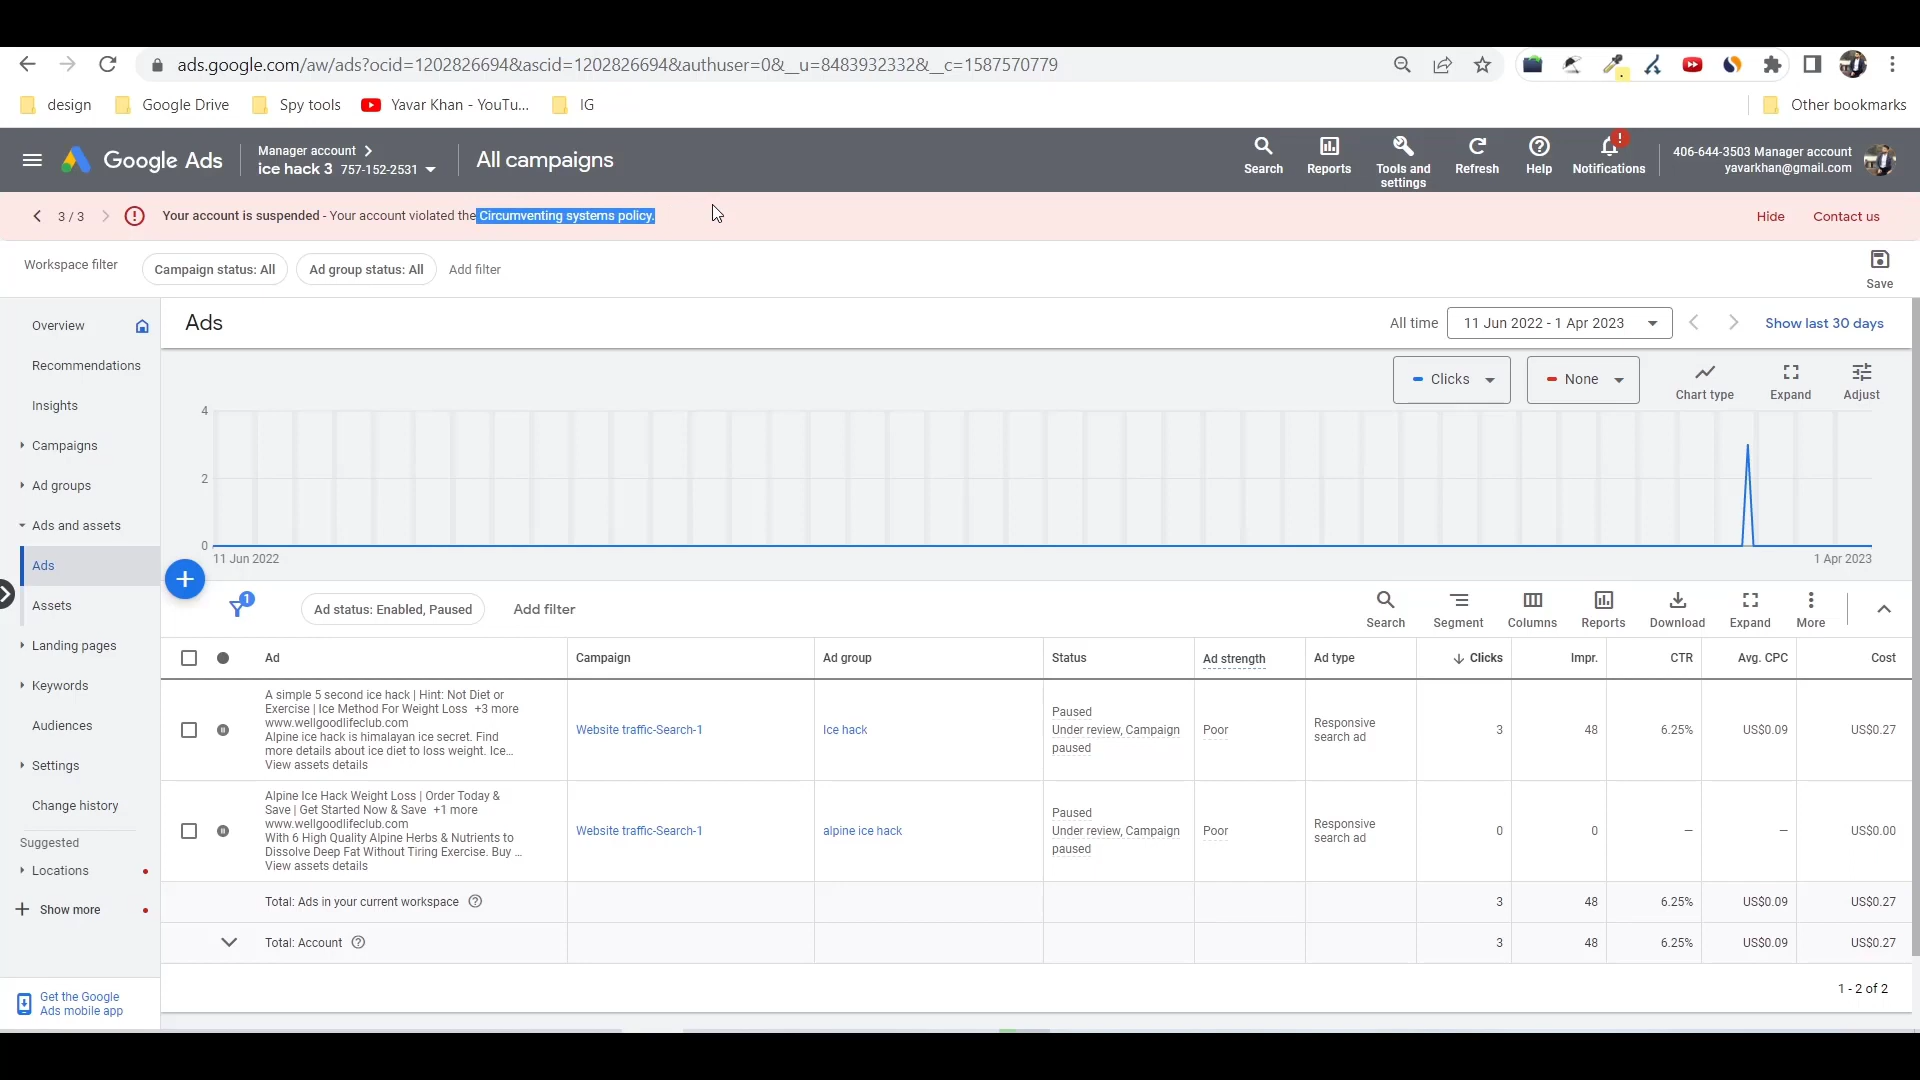 ads.google.com/aw/ads?ocid=1202826694&ascid=1202826694&authuser=0&__u=8483932332&__c=1587570779
design
Google Drive
Spy tools
Yavar Khan - YouTu...
IG
Other bookmarks
Google Ads
Manager account
ice hack 3 757-152-2531
All campaigns
Search
Reports
Tools and
settings
Refresh
Help
!
Notifications
406-644-3503 Manager account
yavarkhan@gmail.com
3 / 3
Your account is suspended - Your account violated the Circumventing systems policy.
Hide
Contact us
Workspace filter
Campaign status: All
Ad group status: All
Add filter
Save
Overview
Recommendations
Insights
Campaigns
Ad groups
Ads and assets
Ads
Assets
Landing pages
Keywords
Audiences
Settings
Change history
Suggested
Locations
Show more
Get the Google
Ads mobile app
Ads
All time
11 Jun 2022 - 1 Apr 2023
Show last 30 days
Clicks
None
Chart type
Expand
Adjust
4
2
0
11 Jun 2022
1 Apr 2023
1
Ad status: Enabled, Paused
Add filter
Search
Segment
Columns
Reports
Download
Expand
More
Ad
Campaign
Ad group
Status
Ad strength
Ad type
Clicks
Impr.
CTR
Avg. CPC
Cost
A simple 5 second ice hack | Hint: Not Diet or
Exercise | Ice Method For Weight Loss +3 more
www.wellgoodlifeclub.com
Alpine ice hack is himalayan ice secret. Find
more details about ice diet to loss weight. Ice...
View assets details
Website traffic-Search-1
Ice hack
Paused
Under review, Campaign
paused
Poor
Responsive
search ad
3
48
6.25%
US$0.09
US$0.27
Alpine Ice Hack Weight Loss | Order Today &
Save | Get Started Now & Save +1 more
www.wellgoodlifeclub.com
With 6 High Quality Alpine Herbs & Nutrients to
Dissolve Deep Fat Without Tiring Exercise. Buy ...
View assets details
Website traffic-Search-1
alpine ice hack
Paused
Under review, Campaign
paused
Poor
Responsive
search ad
0
0
—
—
US$0.00
Total: Ads in your current workspace
3
48
6.25%
US$0.09
US$0.27
Total: Account
3
48
6.25%
US$0.09
US$0.27
1 - 2 of 2